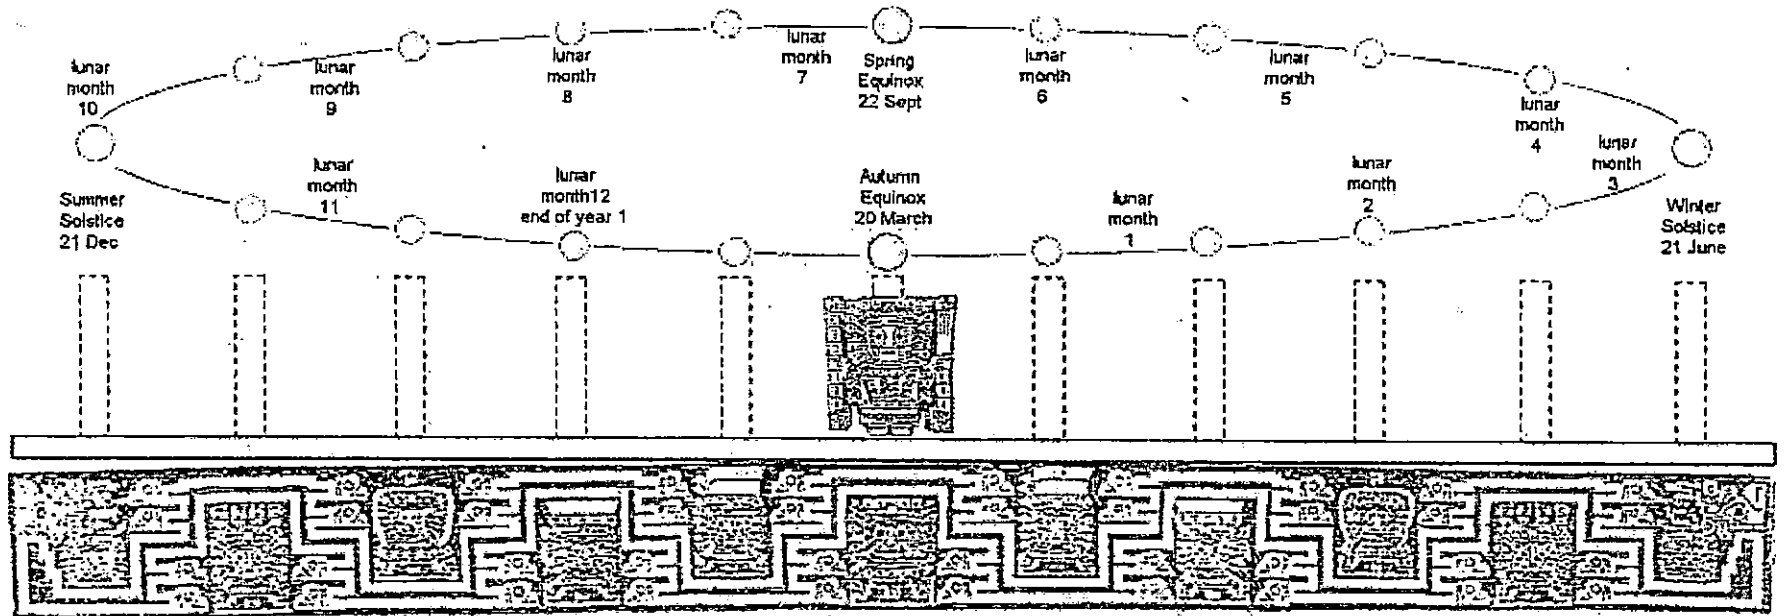 lunar
month
10
lunar
month
9
lunar
month
8
lunar
month
7
Spring
Equinox
22 Sept
lunar
month
6
lunar
month
5
lunar
month
4
lunar
month
3
Summer
Solstice
21 Dec
lunar
month
11
lunar
month12
end of year 1
Autumn
Equinox
20 March
lunar
month
1
lunar
month
2
Winter
Solstice
21 June